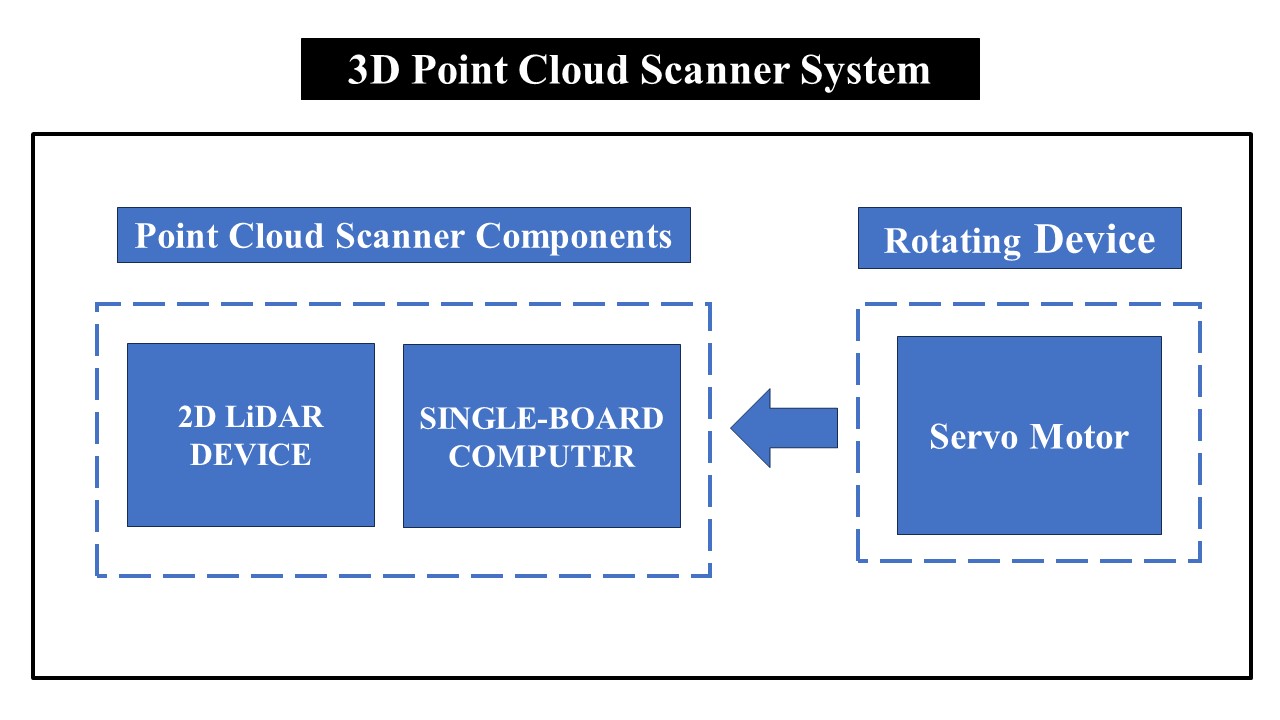 3D Point Cloud Scanner System
Point Cloud Scanner Components
Rotating Device
2D LiDAR
DEVICE
SINGLE-BOARD
COMPUTER
Servo Motor